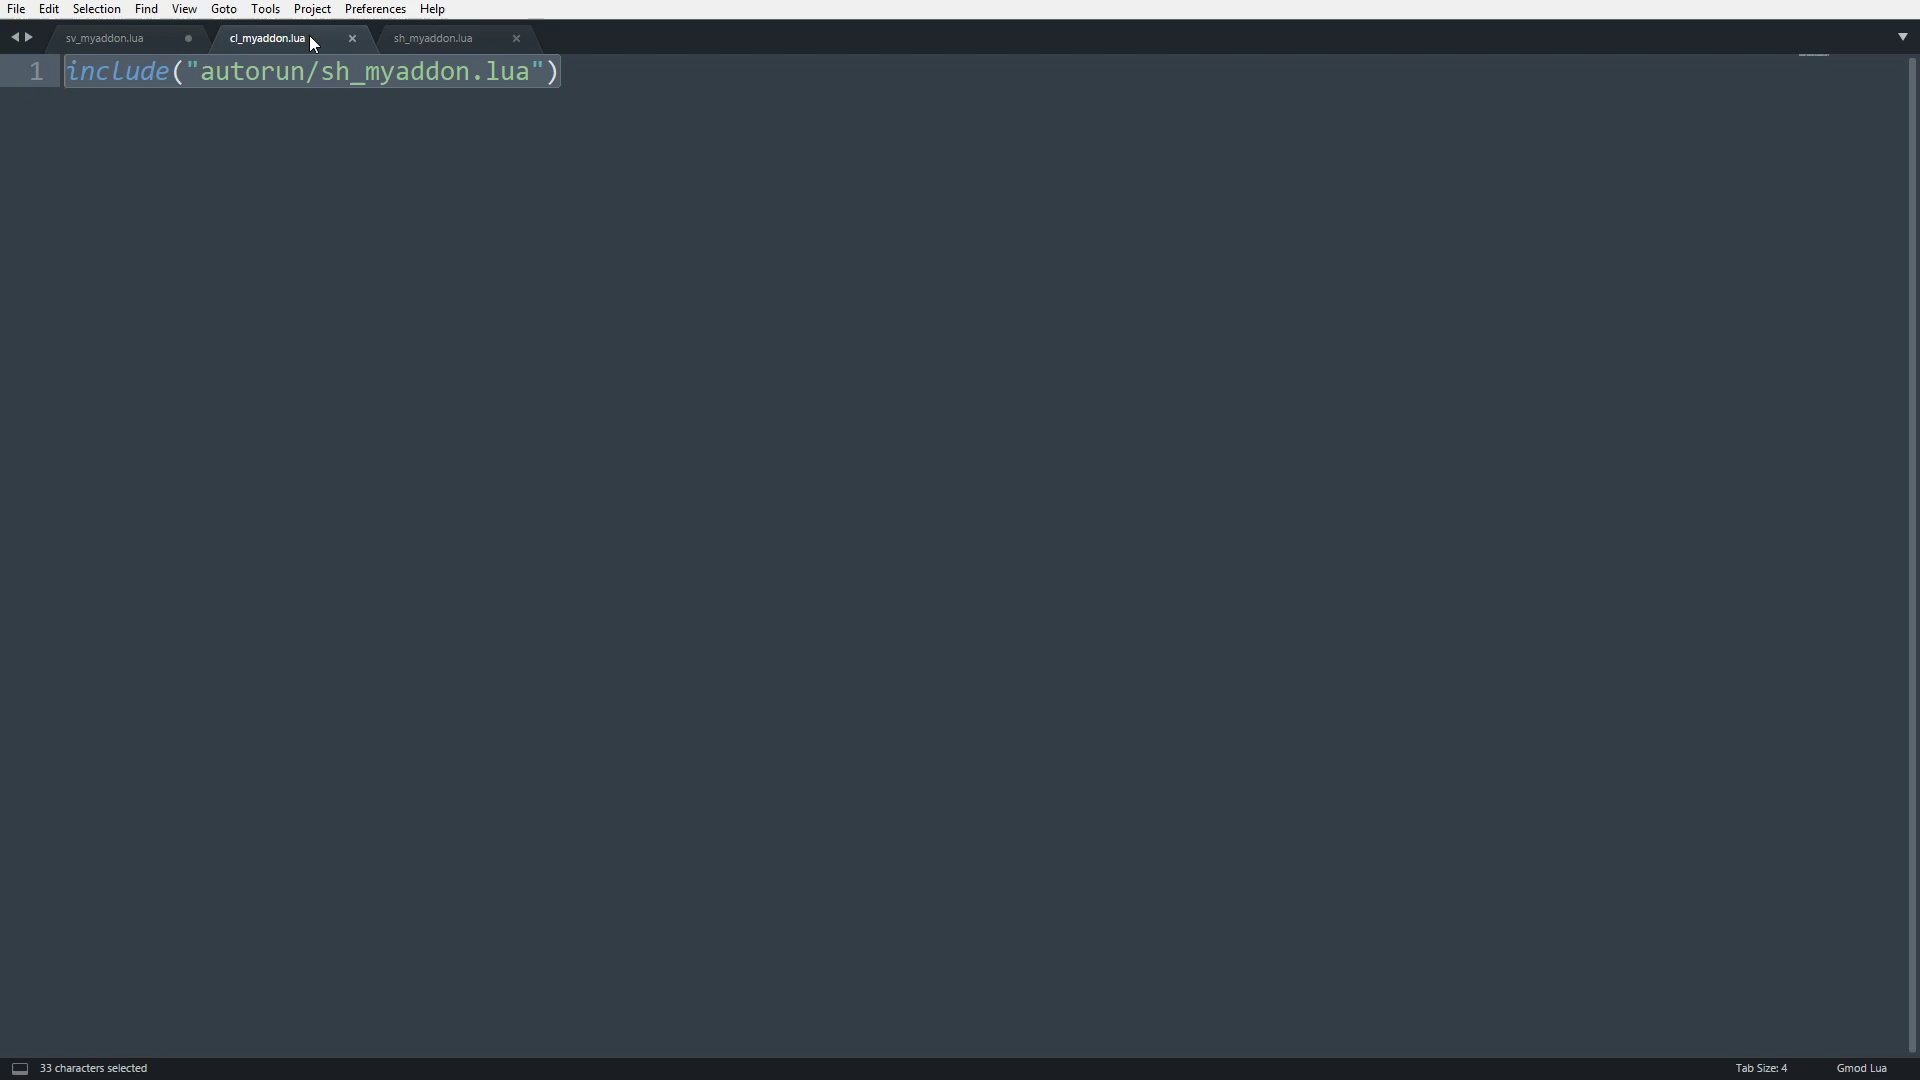 File Edit Selection Find View Goto Tools Project Preferences Help
sv_myaddon.lua cl_myaddon.lua sh_myaddon.lua
1 include("autorun/sh_myaddon.lua")
33 characters selected Tab Size: 4 Gmod Lua